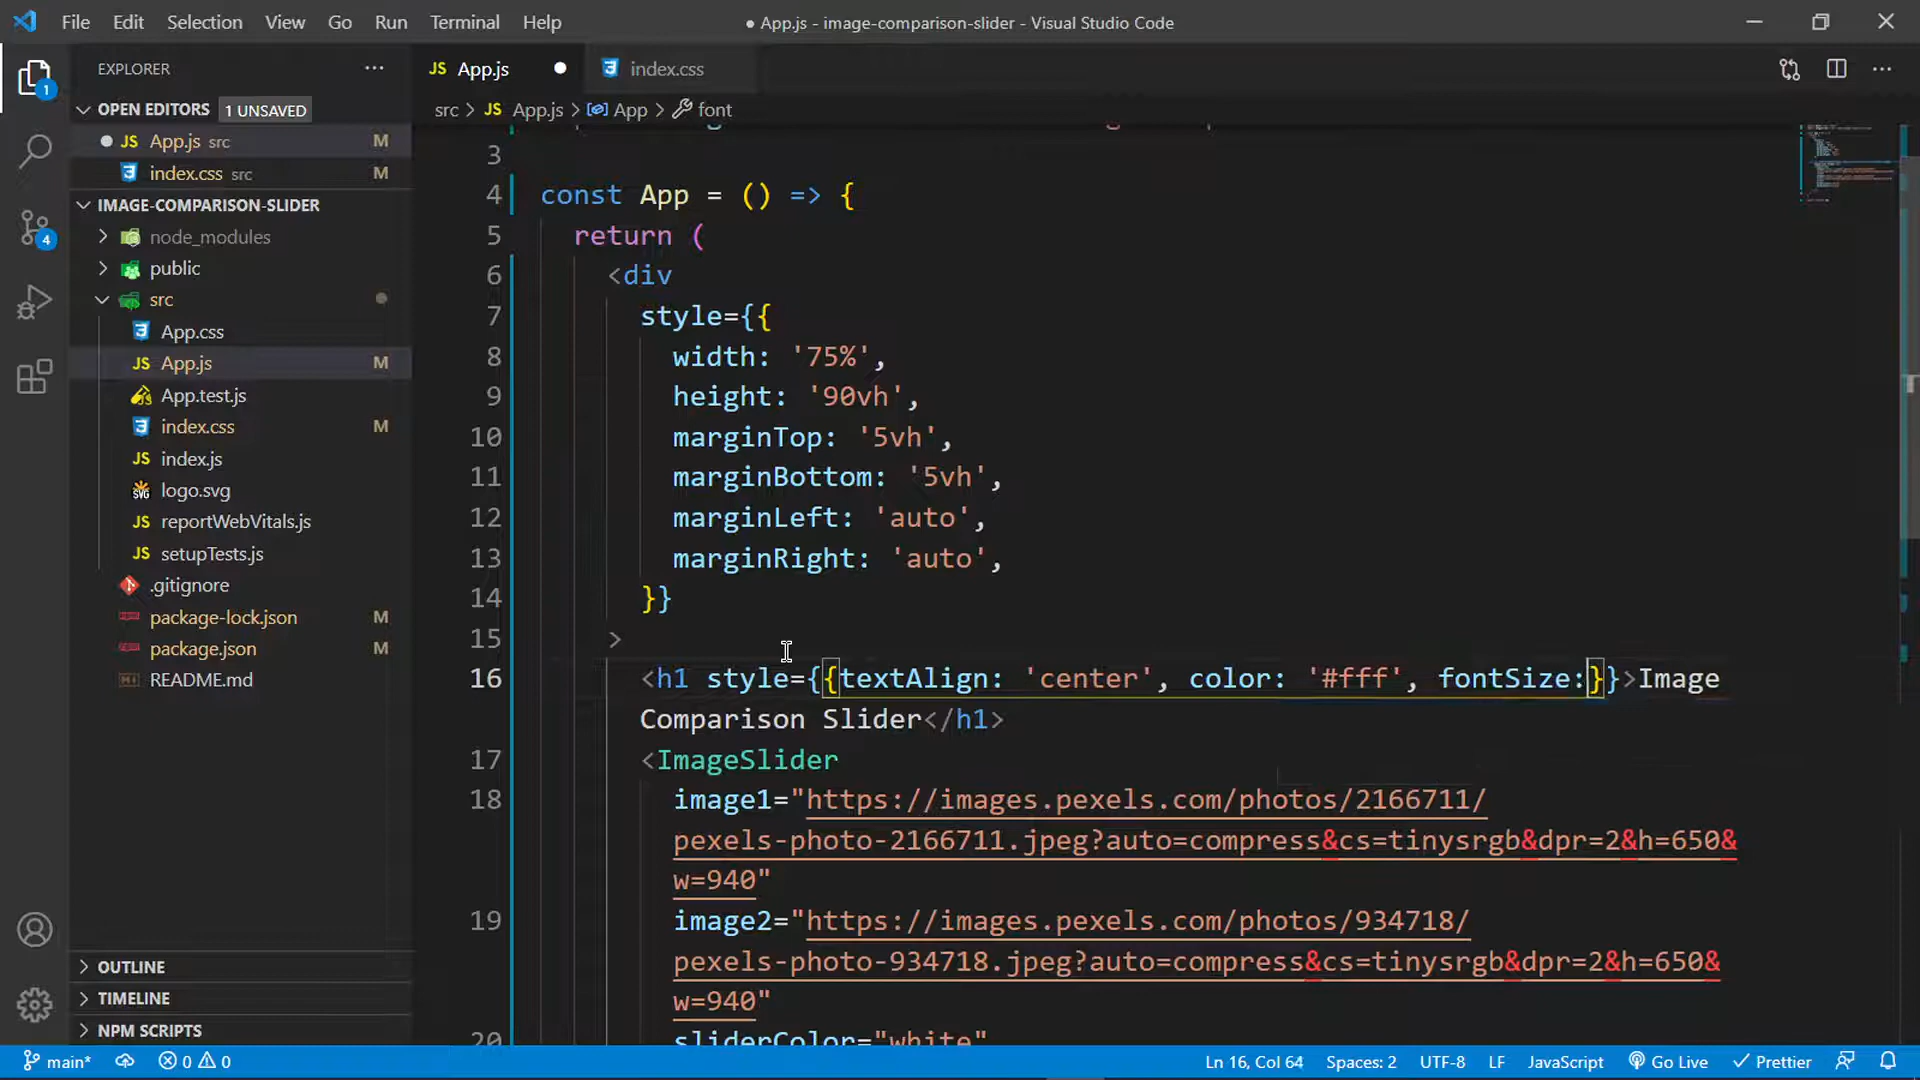 File Edit Selection View Go Run Terminal Help
● App.js - image-comparison-slider - Visual Studio Code
EXPLORER
JS App.js
index.css
OPEN EDITORS 1 UNSAVED
src > JS App.js > App > font
JS App.js src M
index.css src M
IMAGE-COMPARISON-SLIDER
node_modules
public
src
App.css
JS App.js M
App.test.js
index.css M
JS index.js
logo.svg
JS reportWebVitals.js
JS setupTests.js
.gitignore
package-lock.json M
package.json M
README.md
OUTLINE
TIMELINE
NPM SCRIPTS
1
4
3
4 const App = () => {
5 return (
6 <div
7 style={{
8 width: '75%',
9 height: '90vh',
10 marginTop: '5vh',
11 marginBottom: '5vh',
12 marginLeft: 'auto',
13 marginRight: 'auto',
14 }}
15 >
16 <h1 style={{textAlign: 'center', color: '#fff', fontSize:}}>Image
Comparison Slider</h1>
17 <ImageSlider
18 image1="https://images.pexels.com/photos/2166711/
pexels-photo-2166711.jpeg?auto=compress&cs=tinysrgb&dpr=2&h=650&
w=940"
19 image2="https://images.pexels.com/photos/934718/
pexels-photo-934718.jpeg?auto=compress&cs=tinysrgb&dpr=2&h=650&
w=940"
20 sliderColor="white"
main* 0 0 Ln 16, Col 64 Spaces: 2 UTF-8 LF JavaScript Go Live Prettier